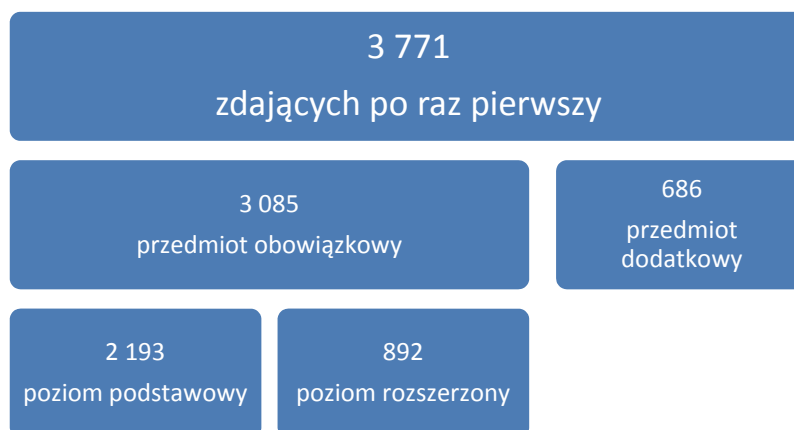 3 771
zdających po raz pierwszy
3 085
przedmiot obowiązkowy
686
przedmiot
dodatkowy
2 193
poziom podstawowy
892
poziom rozszerzony